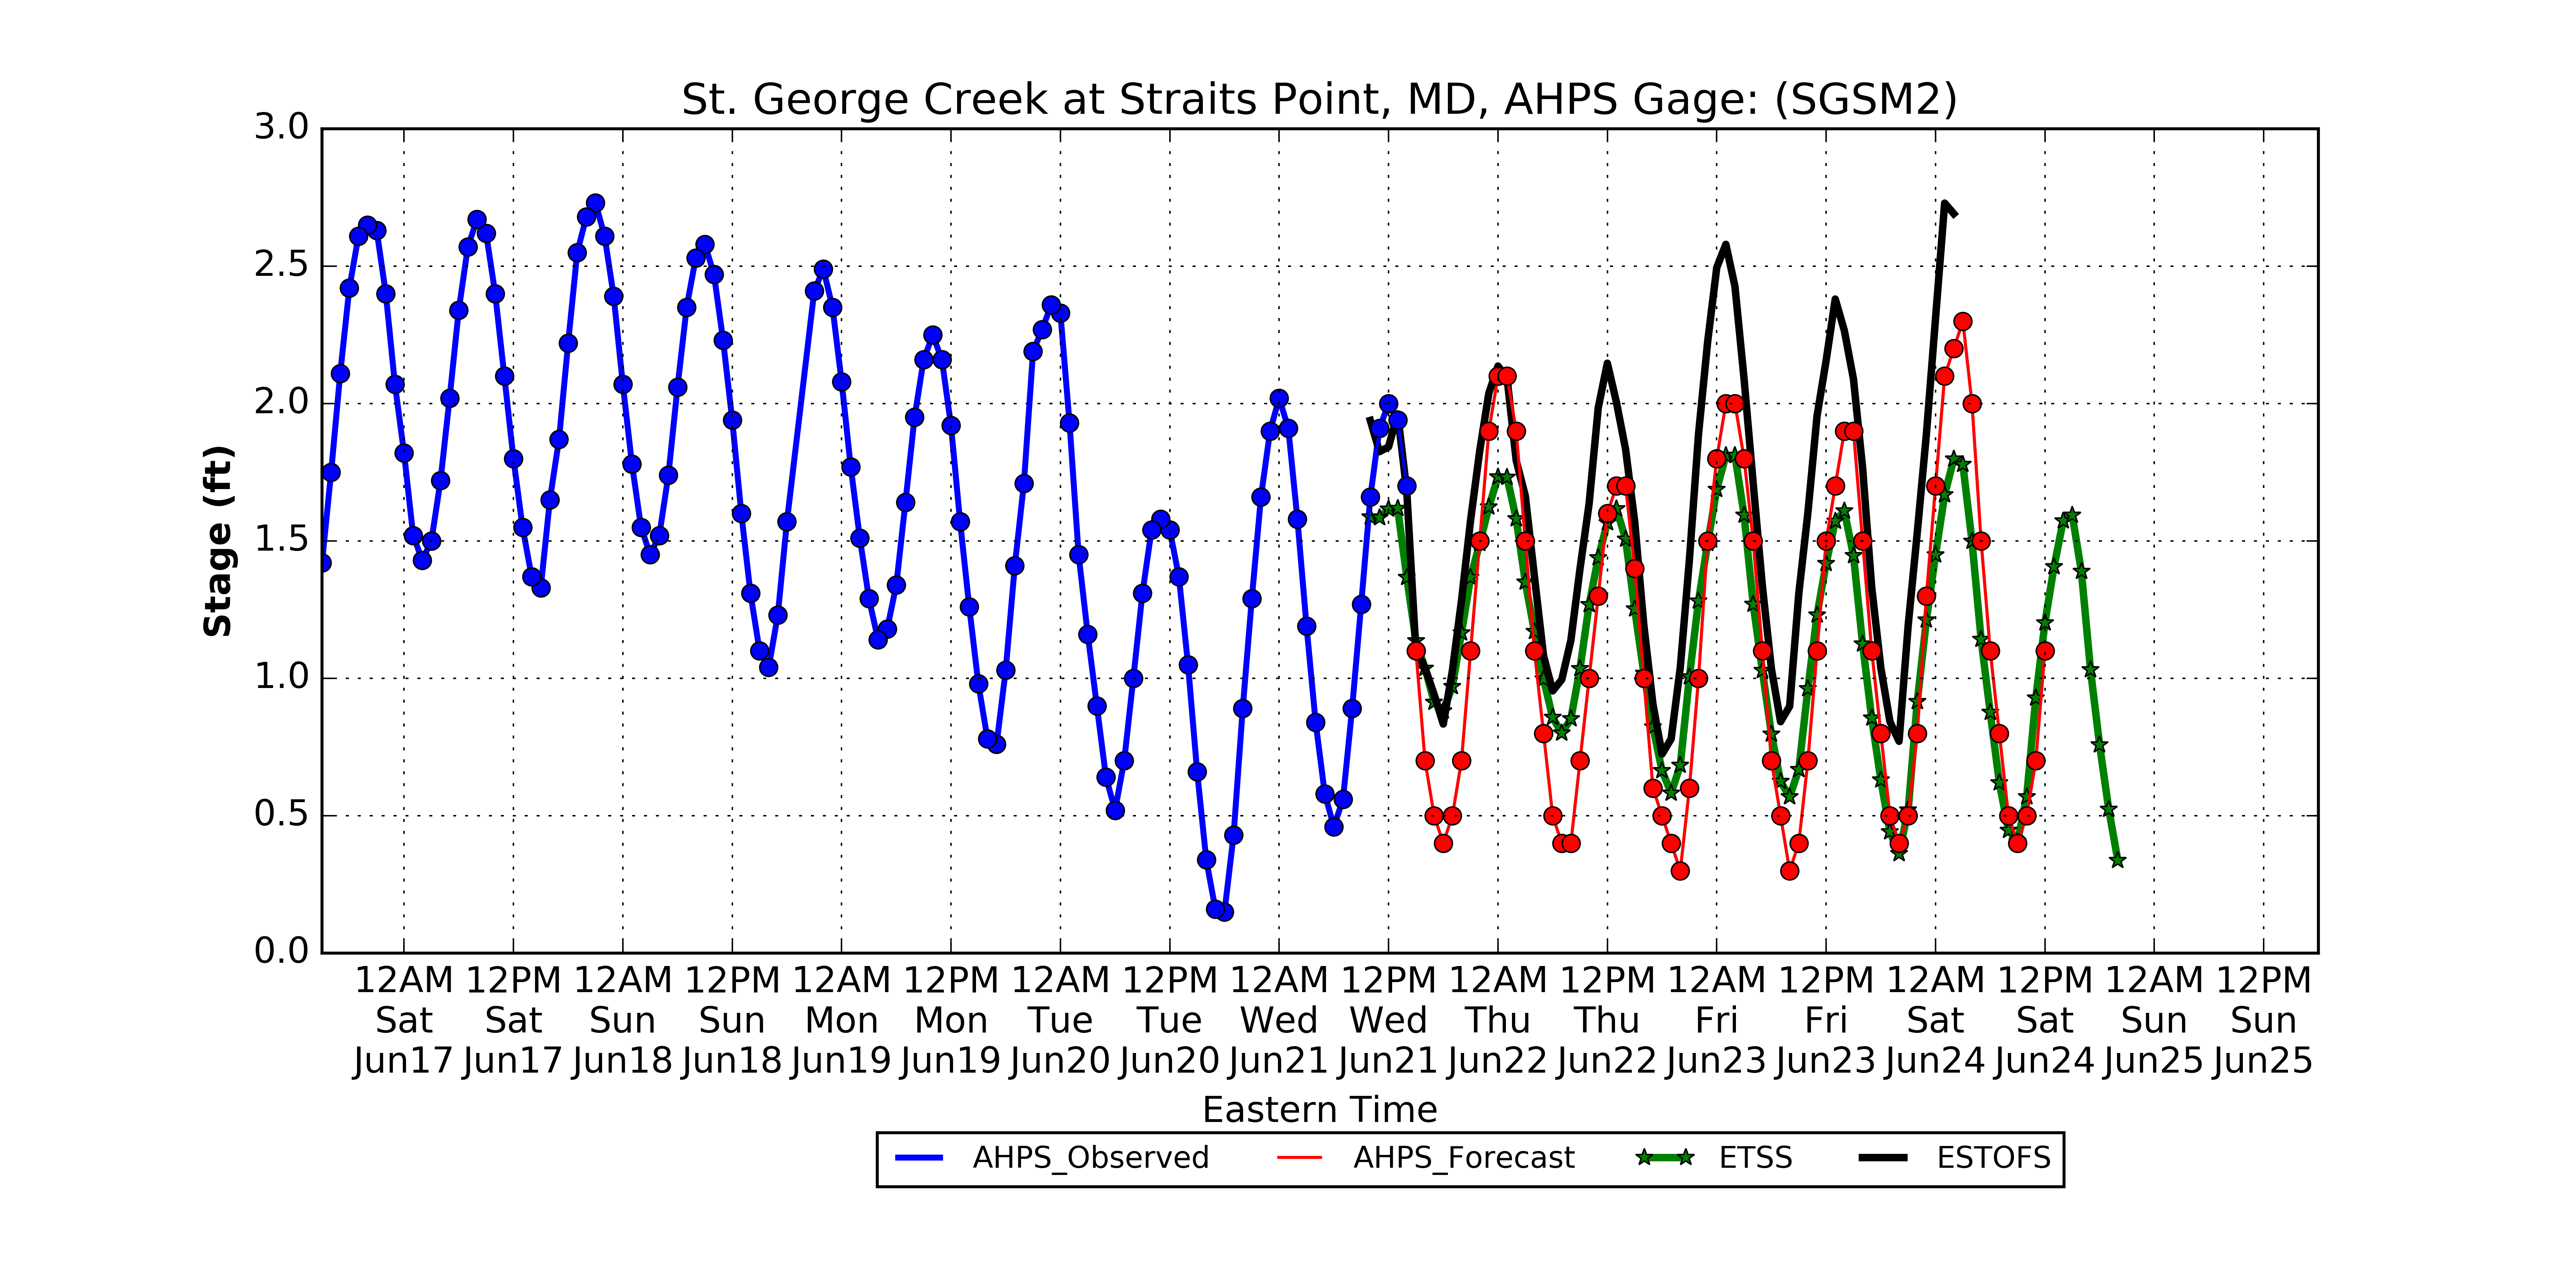 St. George Creek at Straits Point, MD, AHPS Gage: (SGSM2)
3.0
2.5
2.0
1.5
1.0
0.5
0.0
Stage (ft)
12AM 12PM 12AM 12PM 12AM 12PM 12AM 12PM 12AM 12PM 12AM 12PM 12AM 12PM 12AM 12PM 12AM 12PM
Sat Sat Sun Sun Mon Mon Tue Tue Wed Wed Thu Thu Fri Fri Sat Sat Sun Sun
Jun17 Jun17 Jun18 Jun18 Jun19 Jun19 Jun20 Jun20 Jun21 Jun21 Jun22 Jun22 Jun23 Jun23 Jun24 Jun24 Jun25 Jun25
Eastern Time
AHPS_Observed AHPS_Forecast ETSS ESTOFS